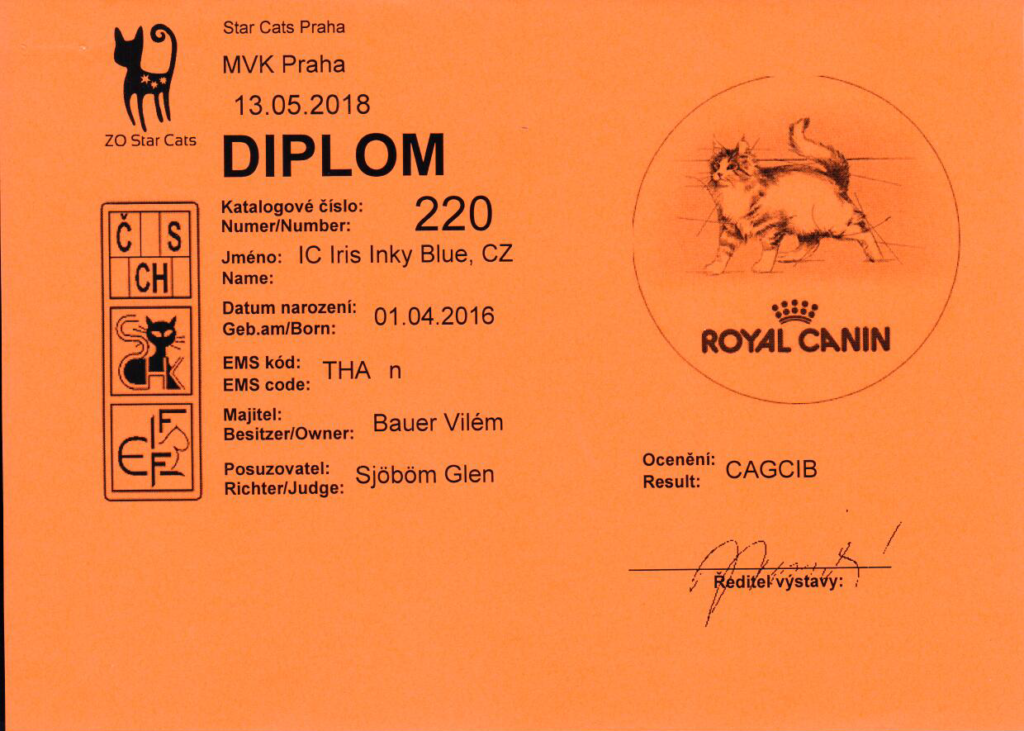 Star Cats Praha
MVK Praha
13.05.2018
ZO Star Cats
DIPLOM
Katalogové číslo:
Numer/Number: 220
Jméno: IC Iris Inky Blue, CZ
Name:
Datum narození:
Geb.am/Born: 01.04.2016
EMS kód:
EMS code: THA n
Majitel:
Besitzer/Owner: Bauer Vilém
Posuzovatel:
Richter/Judge: Sjöböm Glen
Č S
CH
SCHK
FIFE
ROYAL CANIN
Ocenění:
Result: CAGCIB
Ředitel výstavy: